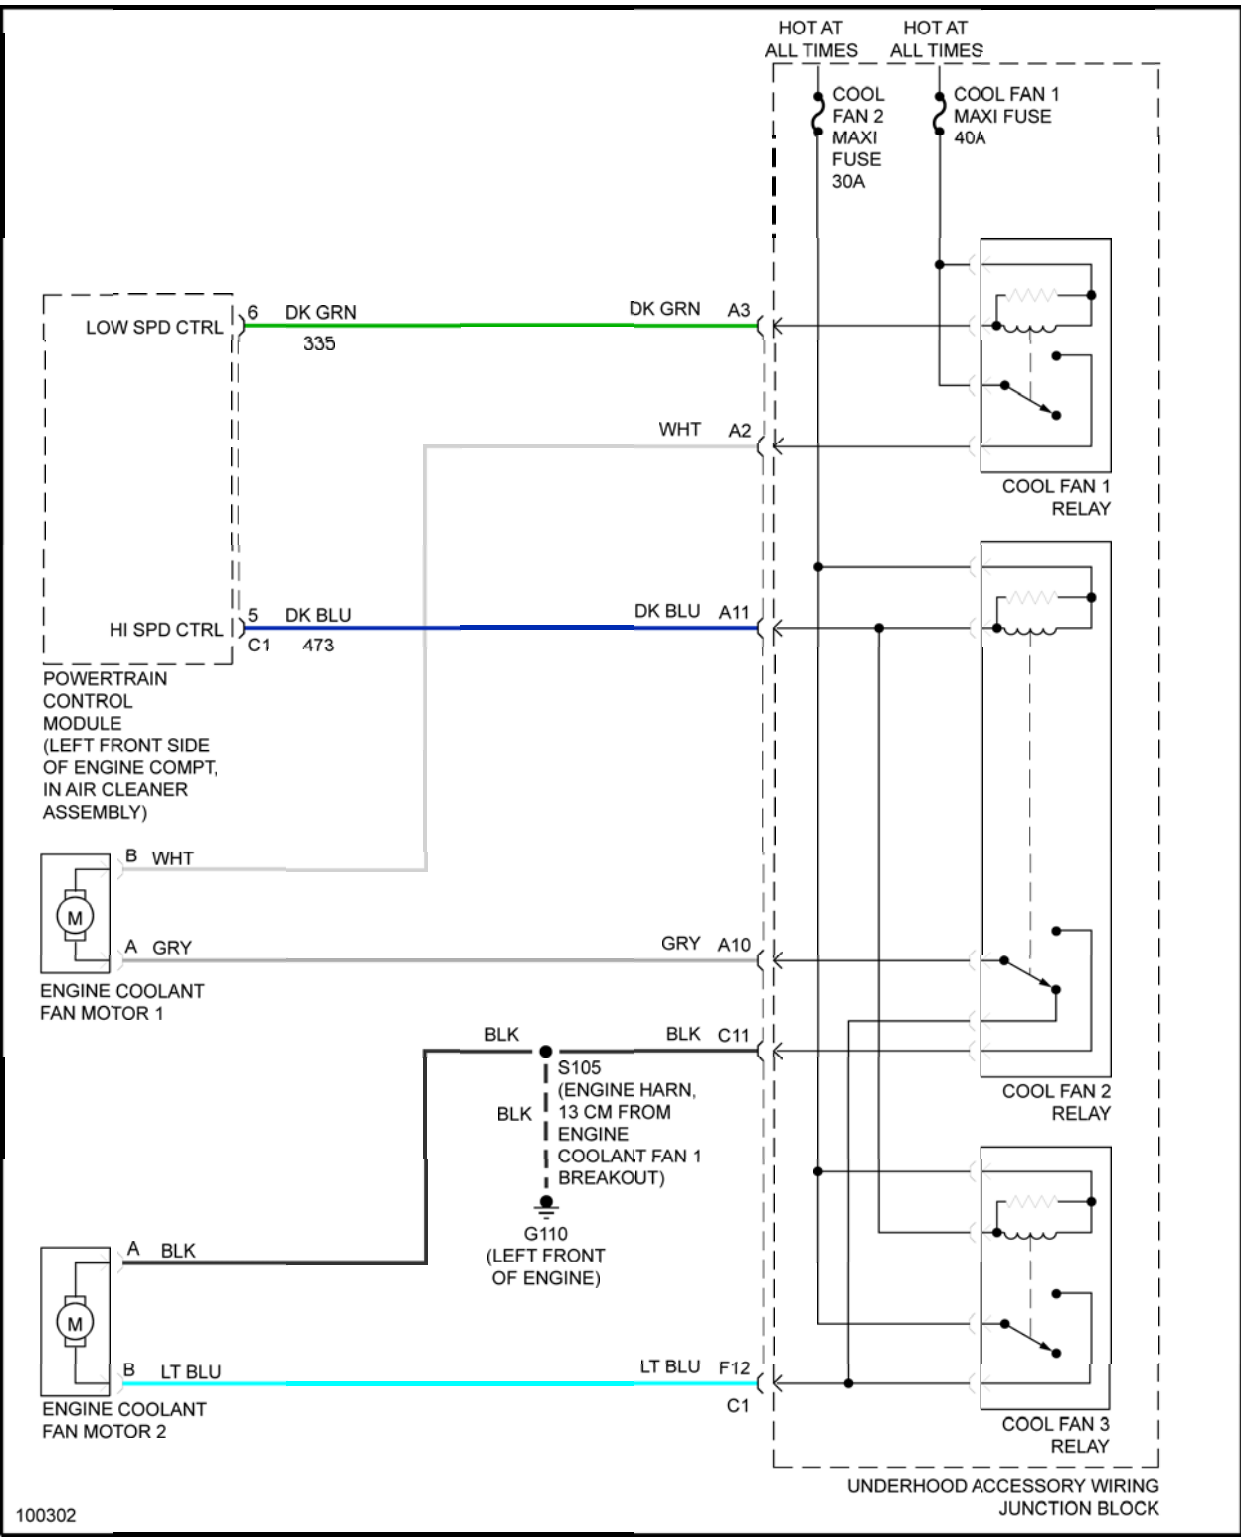 HOT AT
ALL TIMES
HOT AT
ALL TIMES
COOL
FAN 2
MAXI
FUSE
30A
COOL FAN 1
MAXI FUSE
40A
LOW SPD CTRL
6
DK GRN
335
DK GRN
A3
WHT
A2
COOL FAN 1
RELAY
HI SPD CTRL
5
DK BLU
C1
473
DK BLU
A11
POWERTRAIN
CONTROL
MODULE
(LEFT FRONT SIDE
OF ENGINE COMPT,
IN AIR CLEANER
ASSEMBLY)
B
WHT
M
A
GRY
GRY
A10
ENGINE COOLANT
FAN MOTOR 1
BLK
BLK
C11
S105
(ENGINE HARN,
13 CM FROM
ENGINE
COOLANT FAN 1
BREAKOUT)
BLK
COOL FAN 2
RELAY
G110
(LEFT FRONT
OF ENGINE)
A
BLK
M
B
LT BLU
LT BLU
F12
C1
ENGINE COOLANT
FAN MOTOR 2
COOL FAN 3
RELAY
UNDERHOOD ACCESSORY WIRING
JUNCTION BLOCK
100302